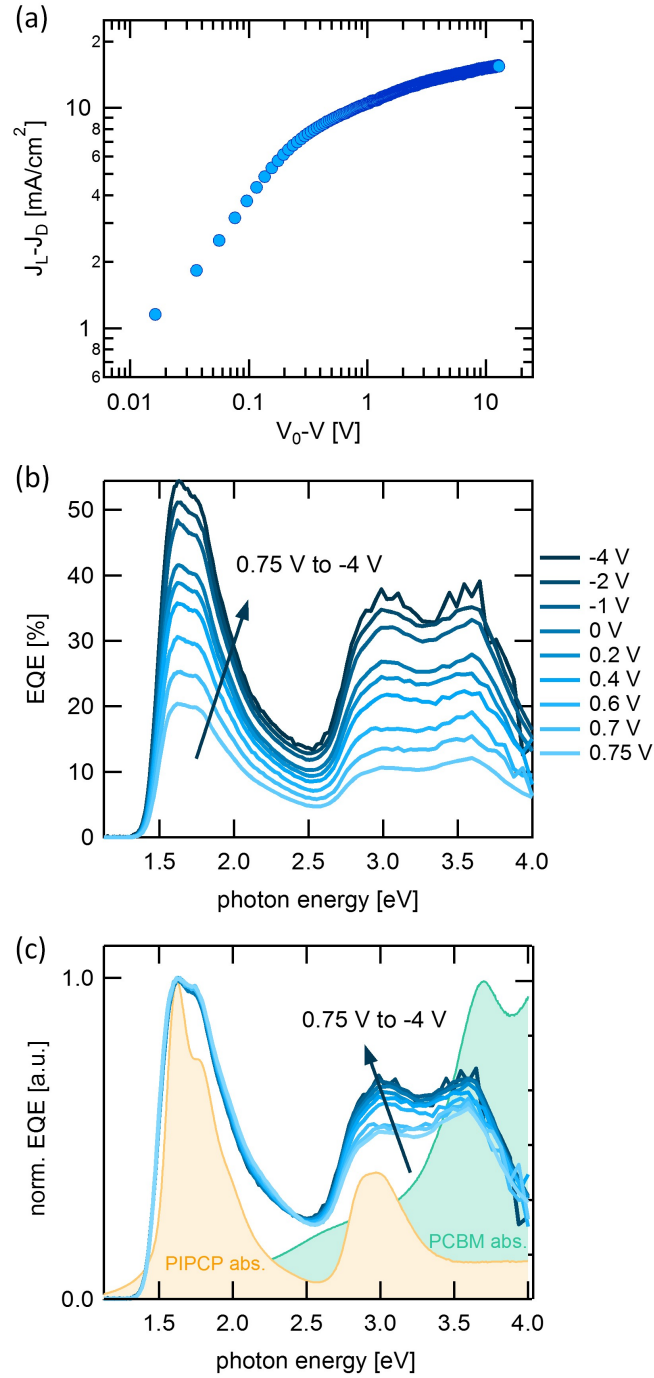 (a)
2
10
8
6
4
2
1
8
6
J_L-J_D [mA/cm²]
0.01
0.1
1
10
V₀-V [V]
(b)
50
40
30
20
10
0
EQE [%]
0.75 V to -4 V
-4 V
-2 V
-1 V
0 V
0.2 V
0.4 V
0.6 V
0.7 V
0.75 V
1.5
2.0
2.5
3.0
3.5
4.0
photon energy [eV]
(c)
1.0
0.0
norm. EQE [a.u.]
0.75 V to -4 V
PIPCP abs.
PCBM abs.
1.5
2.0
2.5
3.0
3.5
4.0
photon energy [eV]